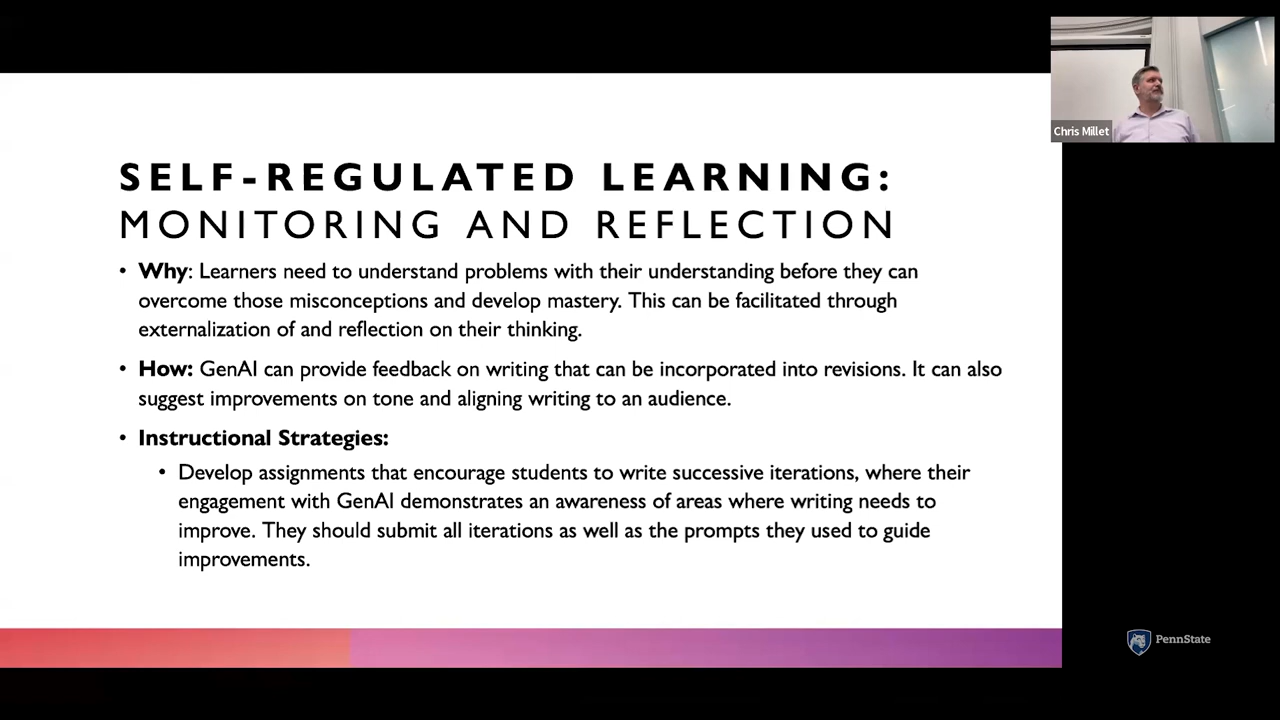 SELF-REGULATED LEARNING:
MONITORING AND REFLECTION
• Why: Learners need to understand problems with their understanding before they can
overcome those misconceptions and develop mastery. This can be facilitated through
externalization of and reflection on their thinking.
• How: GenAI can provide feedback on writing that can be incorporated into revisions. It can also
suggest improvements on tone and aligning writing to an audience.
• Instructional Strategies:
• Develop assignments that encourage students to write successive iterations, where their
engagement with GenAI demonstrates an awareness of areas where writing needs to
improve. They should submit all iterations as well as the prompts they used to guide
improvements.
Chris Millet
PennState